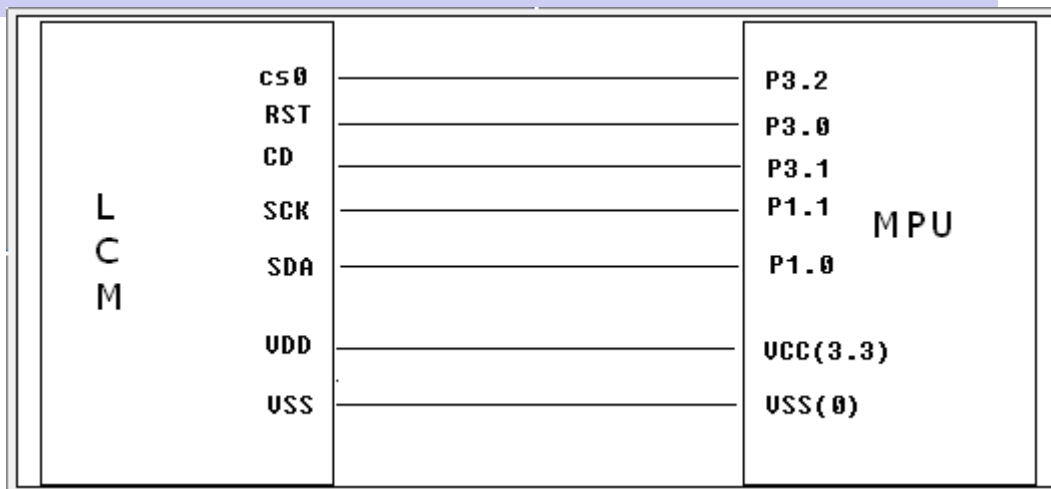 cs0 P3.2
RST P3.0
CD P3.1
SCK P1.1
SDA P1.0
LCM
MPU
VDD VCC(3.3)
VSS VSS(0)